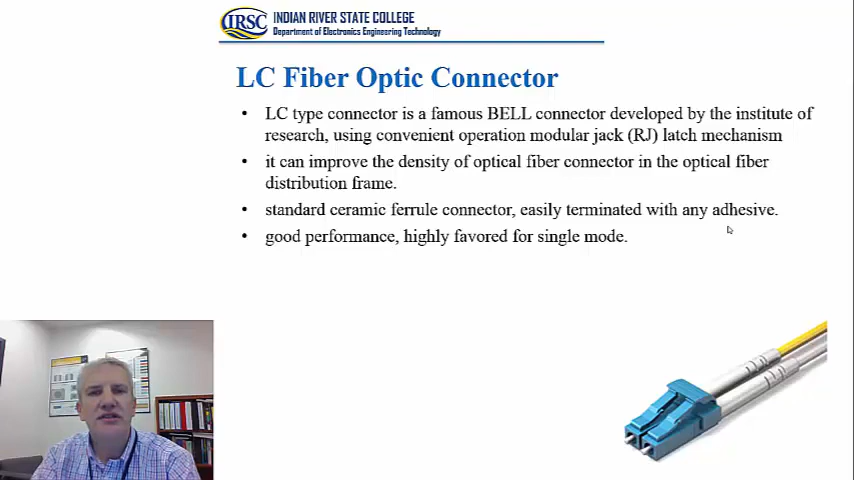 IRSC
INDIAN RIVER STATE COLLEGE
Department of Electronics Engineering Technology
LC Fiber Optic Connector
• LC type connector is a famous BELL connector developed by the institute of
research, using convenient operation modular jack (RJ) latch mechanism
• it can improve the density of optical fiber connector in the optical fiber
distribution frame.
• standard ceramic ferrule connector, easily terminated with any adhesive.
• good performance, highly favored for single mode.